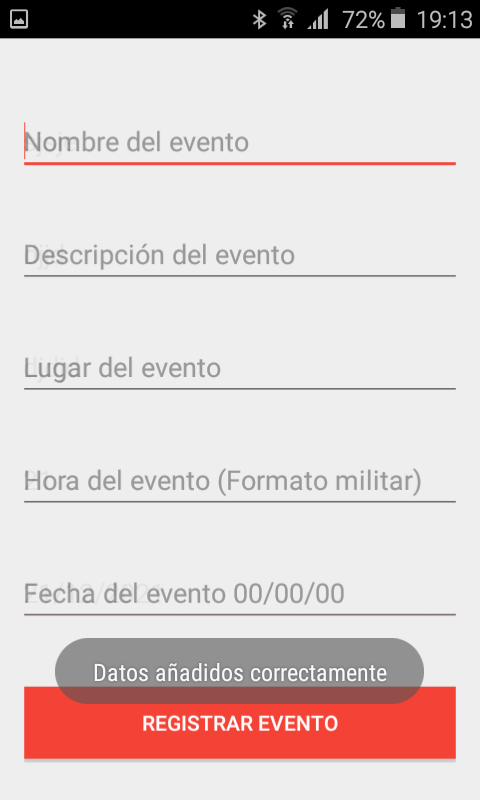 72% 19:13
Nombre del evento
Descripción del evento
Lugar del evento
Hora del evento (Formato militar)
Fecha del evento 00/00/00
Datos añadidos correctamente
REGISTRAR EVENTO